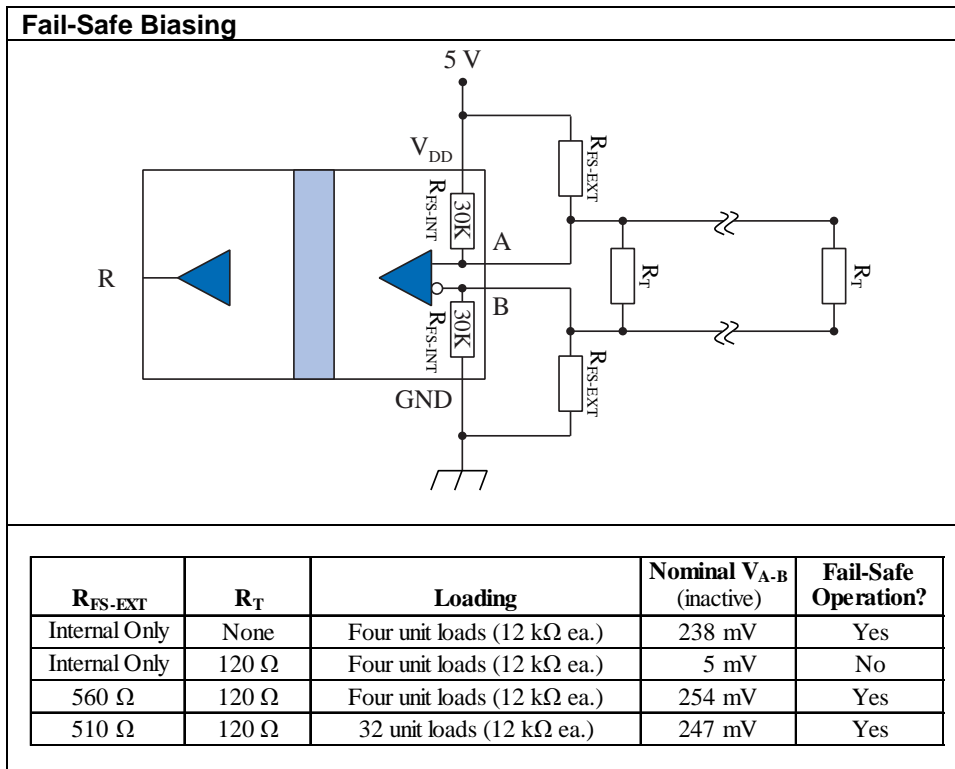 Fail-Safe Biasing
5 V
V_DD
R_FS-EXT
R_FS-INT
30K
A
R
R_T
R_T
B
30K
R_FS-INT
R_FS-EXT
GND
R_FS-EXT R_T Loading Nominal V_A-B (inactive) Fail-Safe Operation?
Internal Only None Four unit loads (12 kΩ ea.) 238 mV Yes
Internal Only 120 Ω Four unit loads (12 kΩ ea.) 5 mV No
560 Ω 120 Ω Four unit loads (12 kΩ ea.) 254 mV Yes
510 Ω 120 Ω 32 unit loads (12 kΩ ea.) 247 mV Yes